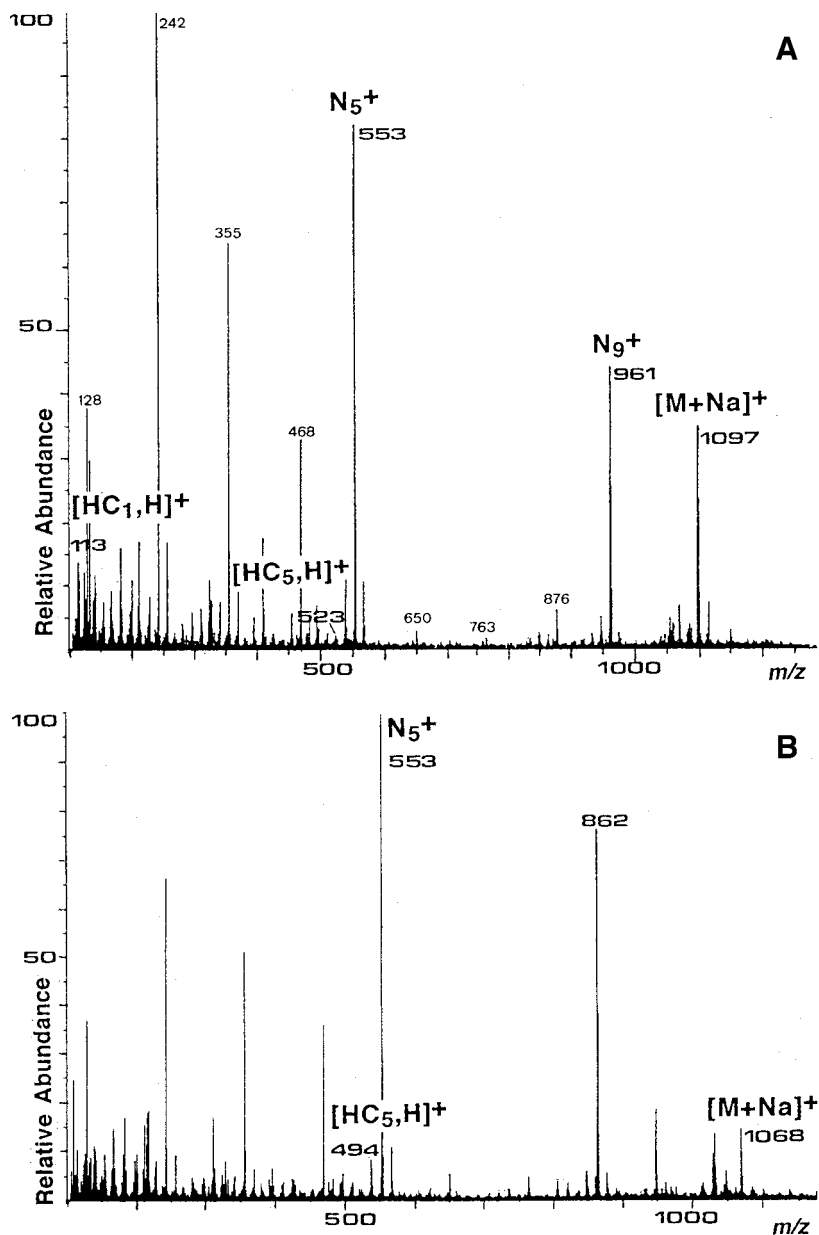 100
242
A
N5+
553
355
50
N9+
961
[M+Na]+
1097
128
468
[HC1,H]+
113
[HC5,H]+
523
650
763
876
Relative Abundance
500
1000
m/z
100
N5+
553
B
862
50
[HC5,H]+
494
[M+Na]+
1068
Relative Abundance
500
1000
m/z